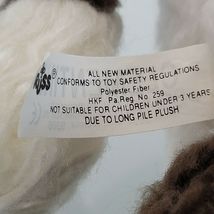 Russ
ALL NEW MATERIAL
CONFORMS TO TOY SAFETY REGULATIONS
Polyester Fiber
HKF Pa.Reg No 259
NOT SUITABLE FOR CHILDREN UNDER 3 YEARS
DUE TO LONG PILE PLUSH